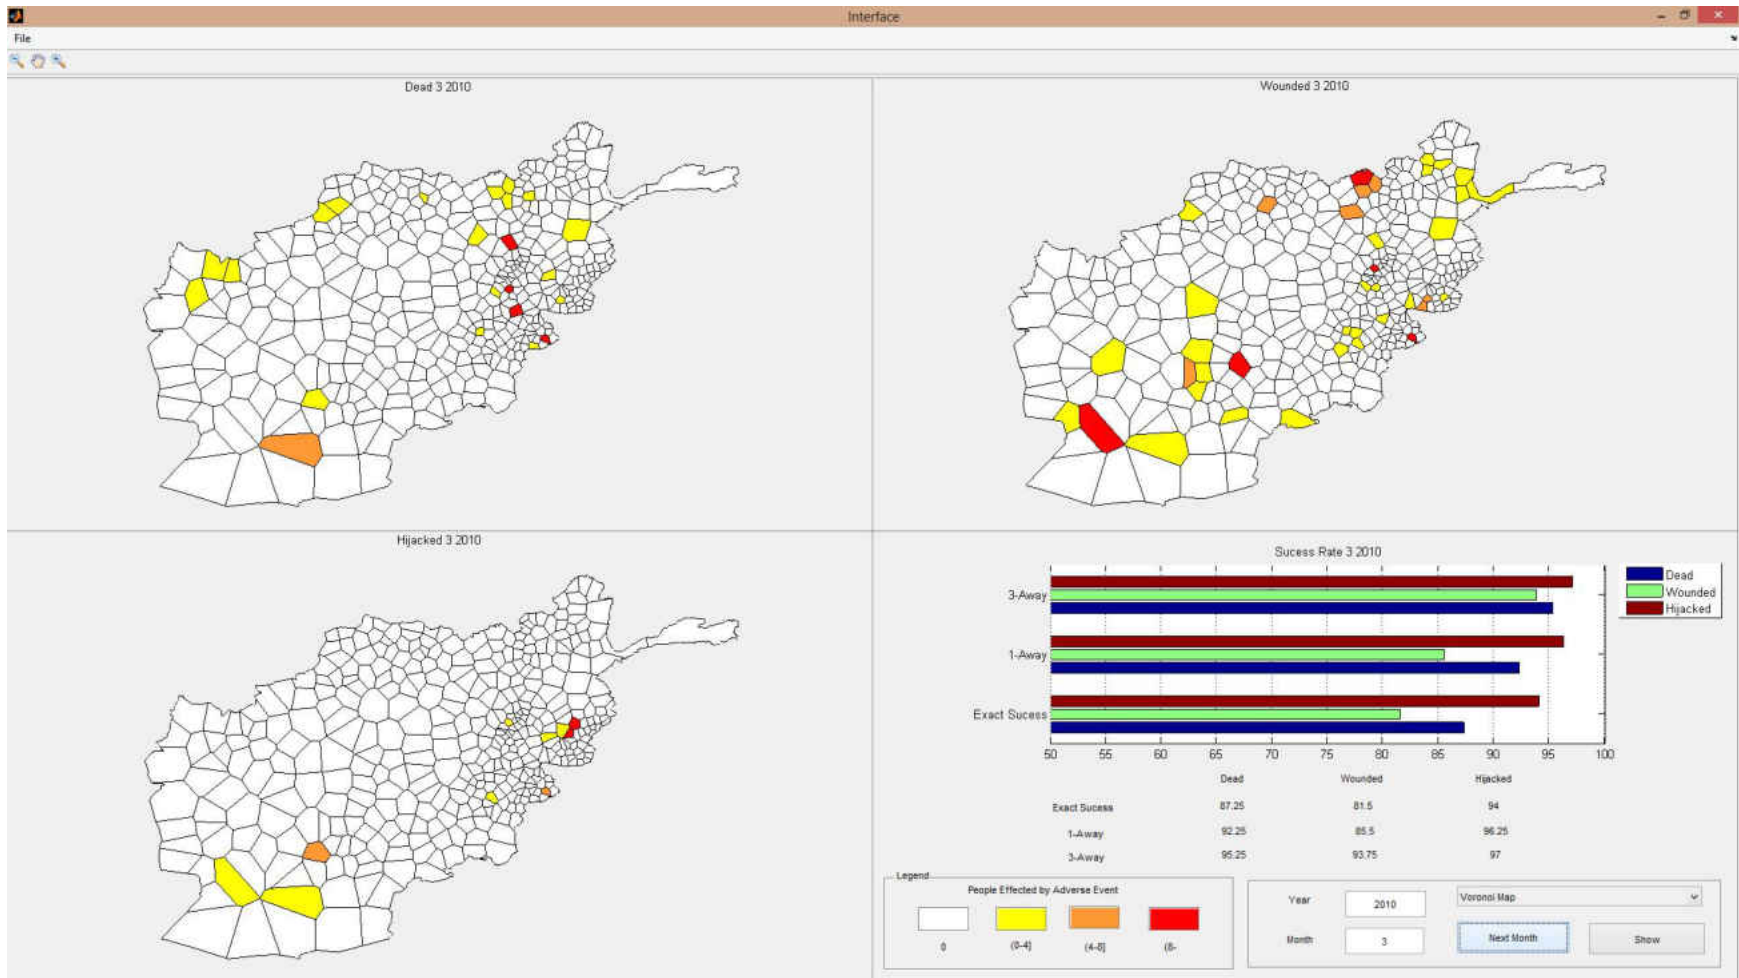 Interface
File
Dead 3 2010
Wounded 3 2010
Hijacked 3 2010
Sucess Rate 3 2010
3-Away
1-Away
Exact Sucess
50 55 60 65 70 75 80 85 90 95 100
Dead
Wounded
Hijacked
Dead Wounded Hijacked
Exact Sucess 87.25 81.5 94
1-Away 92.25 85.5 96.25
3-Away 95.25 93.75 97
Legend
People Effected by Adverse Event
0 (0-4] (4-8] (8-
Year 2010 Voronoi Map
Month 3 Next Month Show